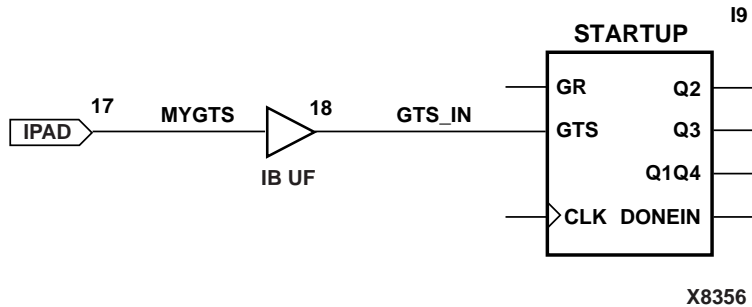 I9
STARTUP
17
MYGTS
18
GTS_IN
IPAD
IB UF
GR
Q2
GTS
Q3
Q1Q4
CLK
DONEIN
X8356